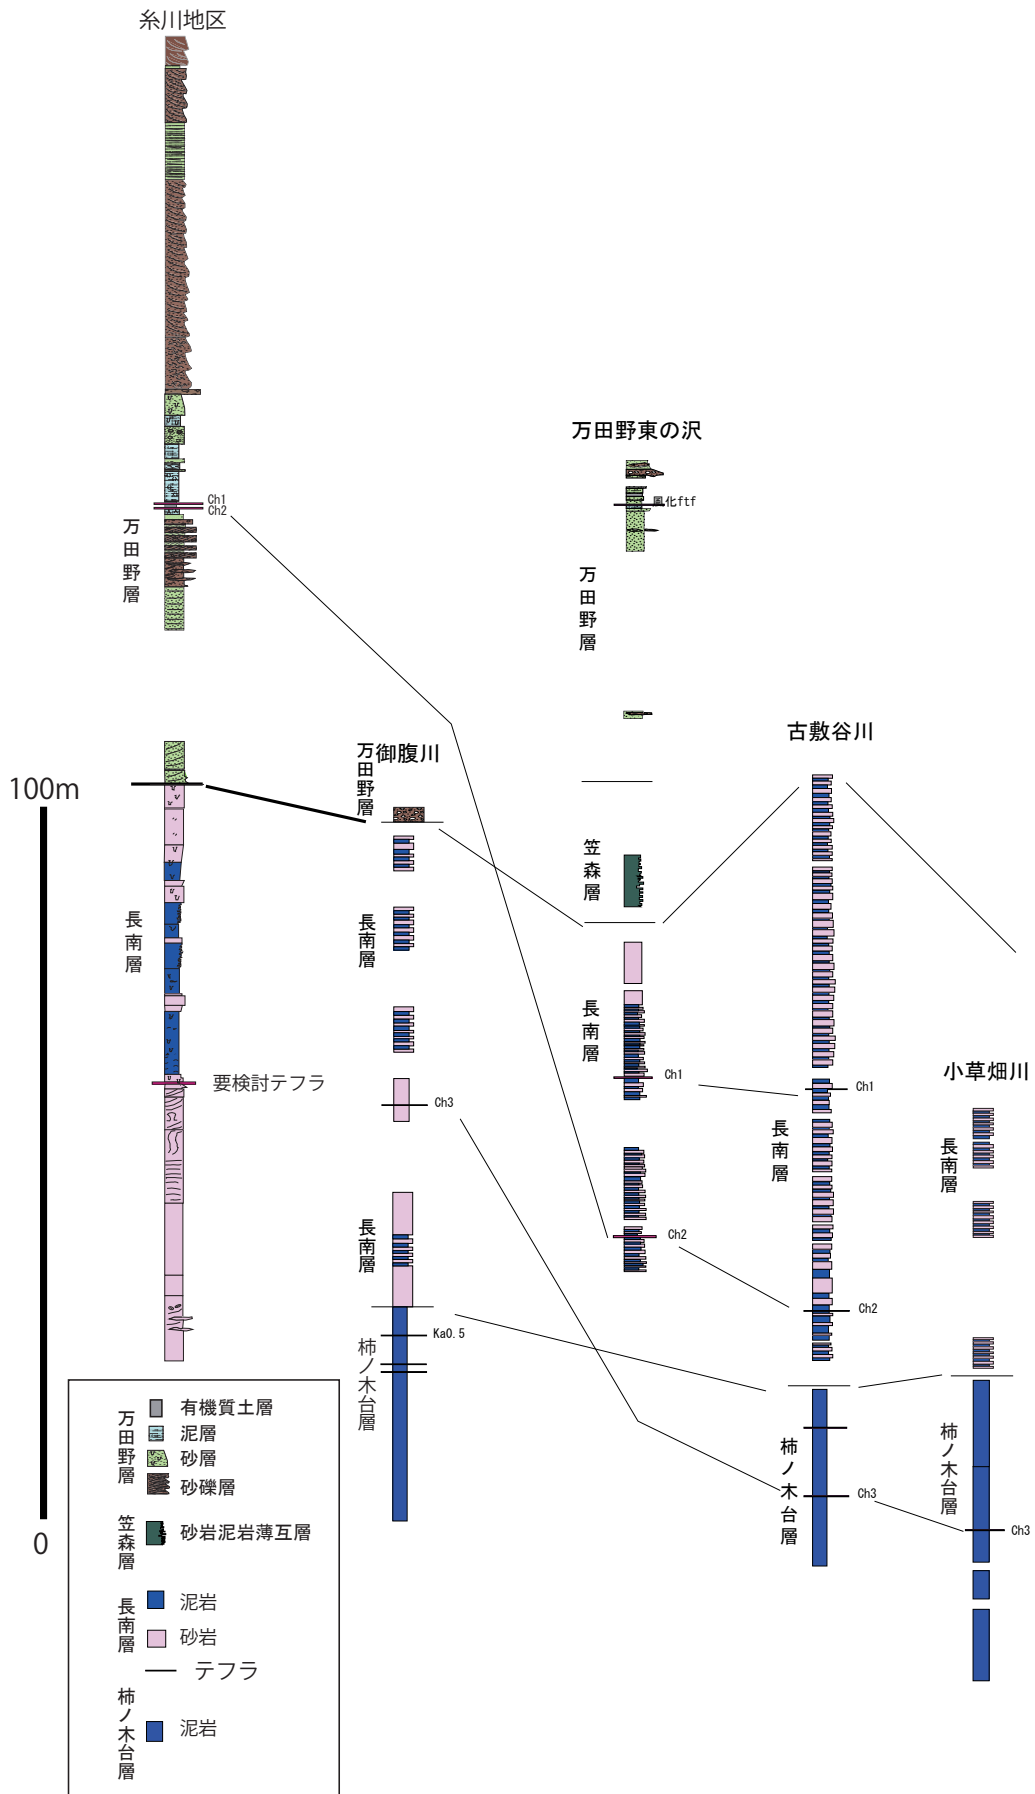 糸川地区
Ch1
Ch2
万田野層
100m
0
長南層
要検討テフラ
万田野層
御腹川
長南層
Ch3
長南層
Ka0.5
柿ノ木台層
万田野東の沢
風化ftf
万田野層
笠森層
長南層
Ch1
Ch2
古敷谷川
Ch1
長南層
Ch2
柿ノ木台層
Ch3
小草畑川
長南層
柿ノ木台層
Ch3
万田野層
有機質土層
泥層
砂層
砂礫層
笠森層
砂岩泥岩薄互層
長南層
泥岩
砂岩
テフラ
柿ノ木台層
泥岩